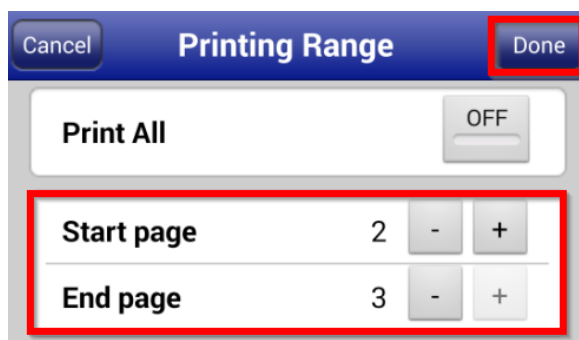 Cancel Printing Range Done
Print All OFF
Start page 2 - +
End page 3 - +